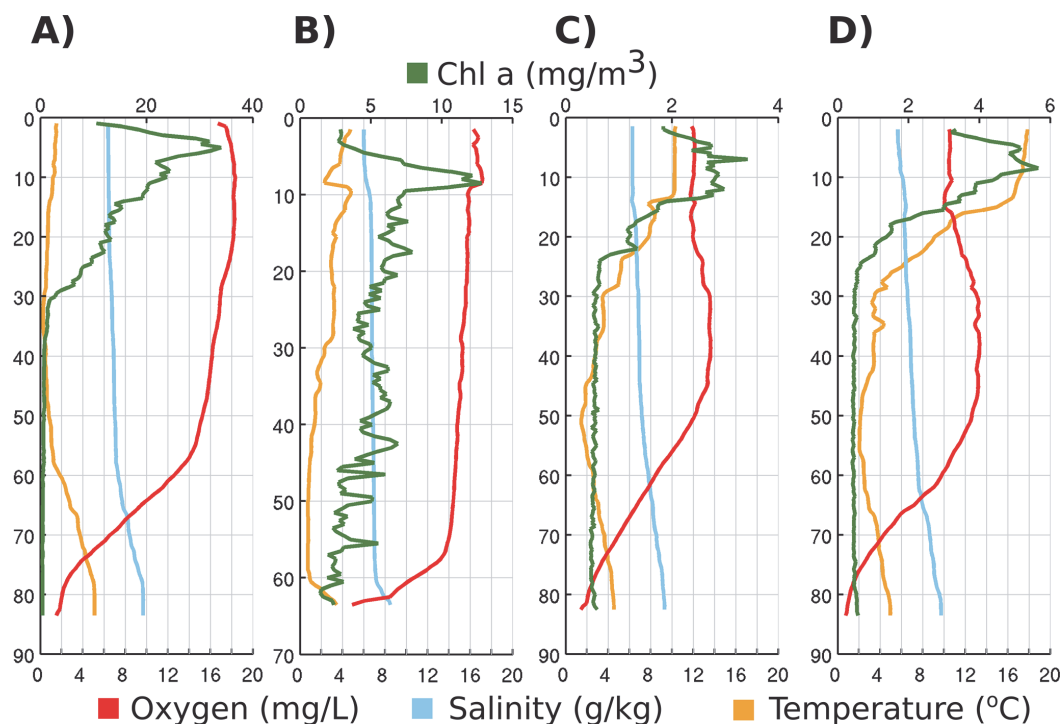 A) B) C) D)
Chl a (mg/m³)
0 20 40 0 5 10 15 0 2 4 0 2 4 6
0 0 0 0
10 10 10 10
20 20 20 20
30 30 30 30
40 40 40 40
50 50 50 50
60 60 60 60
70 70 70
80 80 80
90 70 90 90
0 4 8 12 16 20 0 4 8 12 16 20 0 4 8 12 16 20 0 4 8 12 16 20
Oxygen (mg/L) Salinity (g/kg) Temperature (ºC)